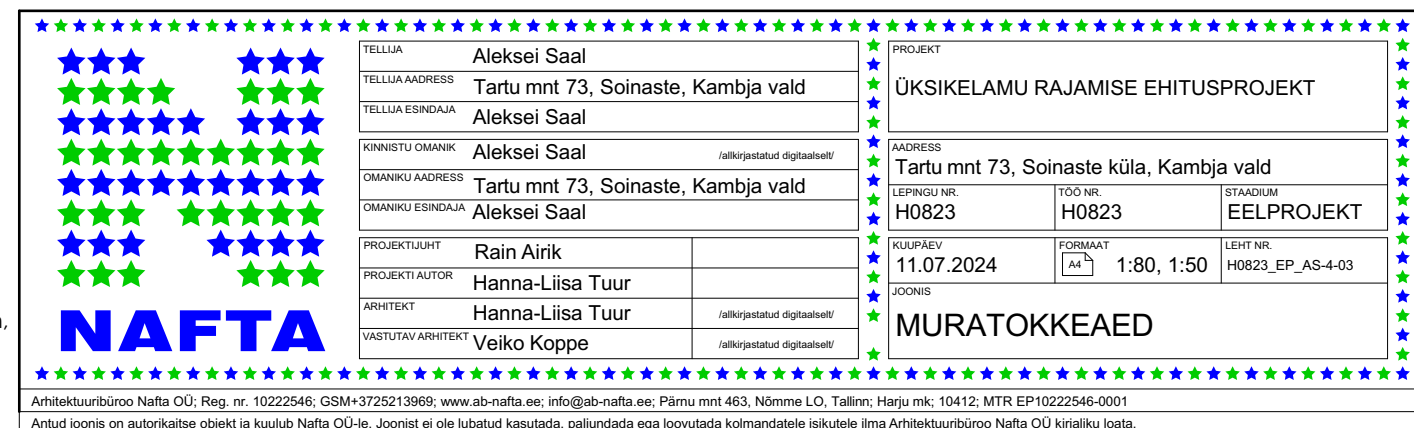 NAFTA
TELLIJA Aleksei Saal
TELLIJA AADRESS Tartu mnt 73, Soinaste, Kambja vald
TELLIJA ESINDAJA Aleksei Saal
KINNISTU OMANIK Aleksei Saal /allkirjastatud digitaalselt/
OMANIKU AADRESS Tartu mnt 73, Soinaste, Kambja vald
OMANIKU ESINDAJA Aleksei Saal
PROJEKTIJUHT Rain Airik
PROJEKTI AUTOR Hanna-Liisa Tuur
ARHITEKT Hanna-Liisa Tuur /allkirjastatud digitaalselt/
VASTUTAV ARHITEKT Veiko Koppe /allkirjastatud digitaalselt/
PROJEKT
ÜKSIKELAMU RAJAMISE EHITUSPROJEKT
AADRESS
Tartu mnt 73, Soinaste küla, Kambja vald
LEPINGU NR. TÖÖ NR. STAADIUM
H0823 H0823 EELPROJEKT
KUUPÄEV FORMAAT LEHT NR.
11.07.2024 A4 1:80, 1:50 H0823_EP_AS-4-03
JOONIS
MURATOKKEAED
Arhitektuuribüroo Nafta OÜ; Reg. nr. 10222546; GSM+3725213969; www.ab-nafta.ee; info@ab-nafta.ee; Pärnu mnt 463, Nõmme LO, Tallinn; Harju mk; 10412; MTR EP10222546-0001
Antud joonis on autorikaitse objekt ja kuulub Nafta OÜ-le. Joonist ei ole lubatud kasutada, paljundada ega loovutada kolmandatele isikutele ilma Arhitektuuribüroo Nafta OÜ kirjaliku loata.